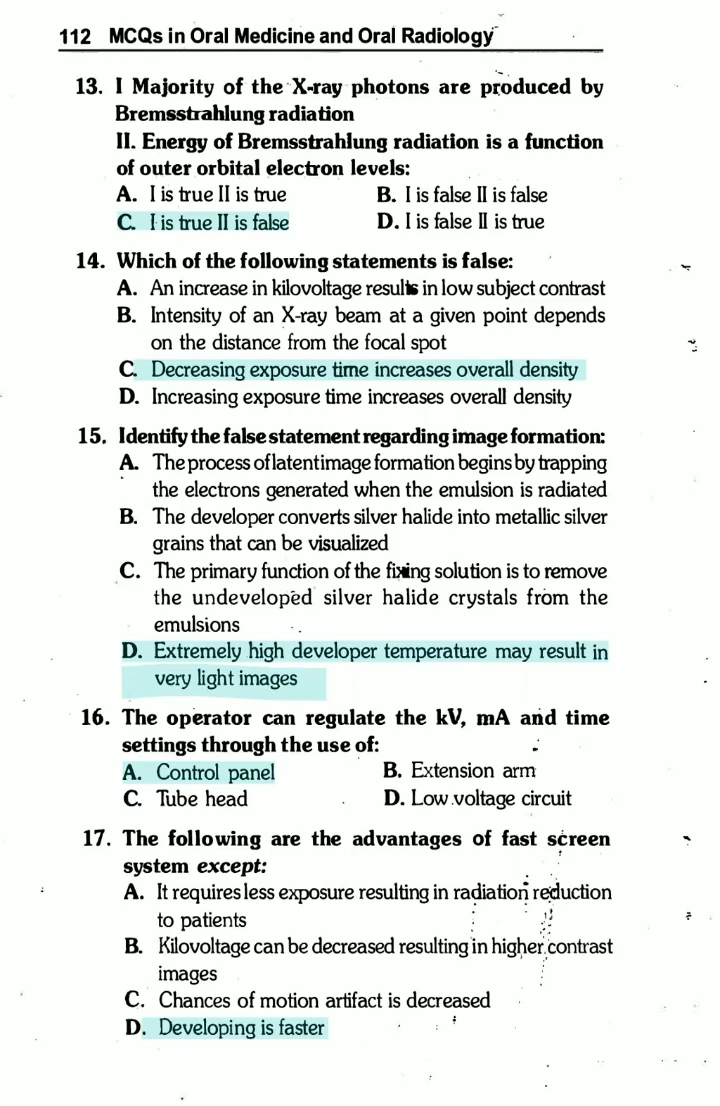 112 MCQs in Oral Medicine and Oral Radiology
13. I Majority of the X-ray photons are produced by
Bremsstrahlung radiation
II. Energy of Bremsstrahlung radiation is a function
of outer orbital electron levels:
A. I is true II is true B. I is false II is false
C. I is true II is false D. I is false II is true
14. Which of the following statements is false:
A. An increase in kilovoltage results in low subject contrast
B. Intensity of an X-ray beam at a given point depends
on the distance from the focal spot
C. Decreasing exposure time increases overall density
D. Increasing exposure time increases overall density
15. Identify the false statement regarding image formation:
A. The process of latent image formation begins by trapping
the electrons generated when the emulsion is radiated
B. The developer converts silver halide into metallic silver
grains that can be visualized
C. The primary function of the fixing solution is to remove
the undeveloped silver halide crystals from the
emulsions
D. Extremely high developer temperature may result in
very light images
16. The operator can regulate the kV, mA and time
settings through the use of:
A. Control panel B. Extension arm
C. Tube head D. Low voltage circuit
17. The following are the advantages of fast screen
system except:
A. It requires less exposure resulting in radiation reduction
to patients
B. Kilovoltage can be decreased resulting in higher contrast
images
C. Chances of motion artifact is decreased
D. Developing is faster